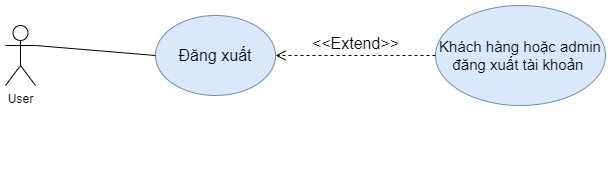 <<Extend>>
Đăng xuất
Khách hàng hoặc admin
đăng xuất tài khoản
User